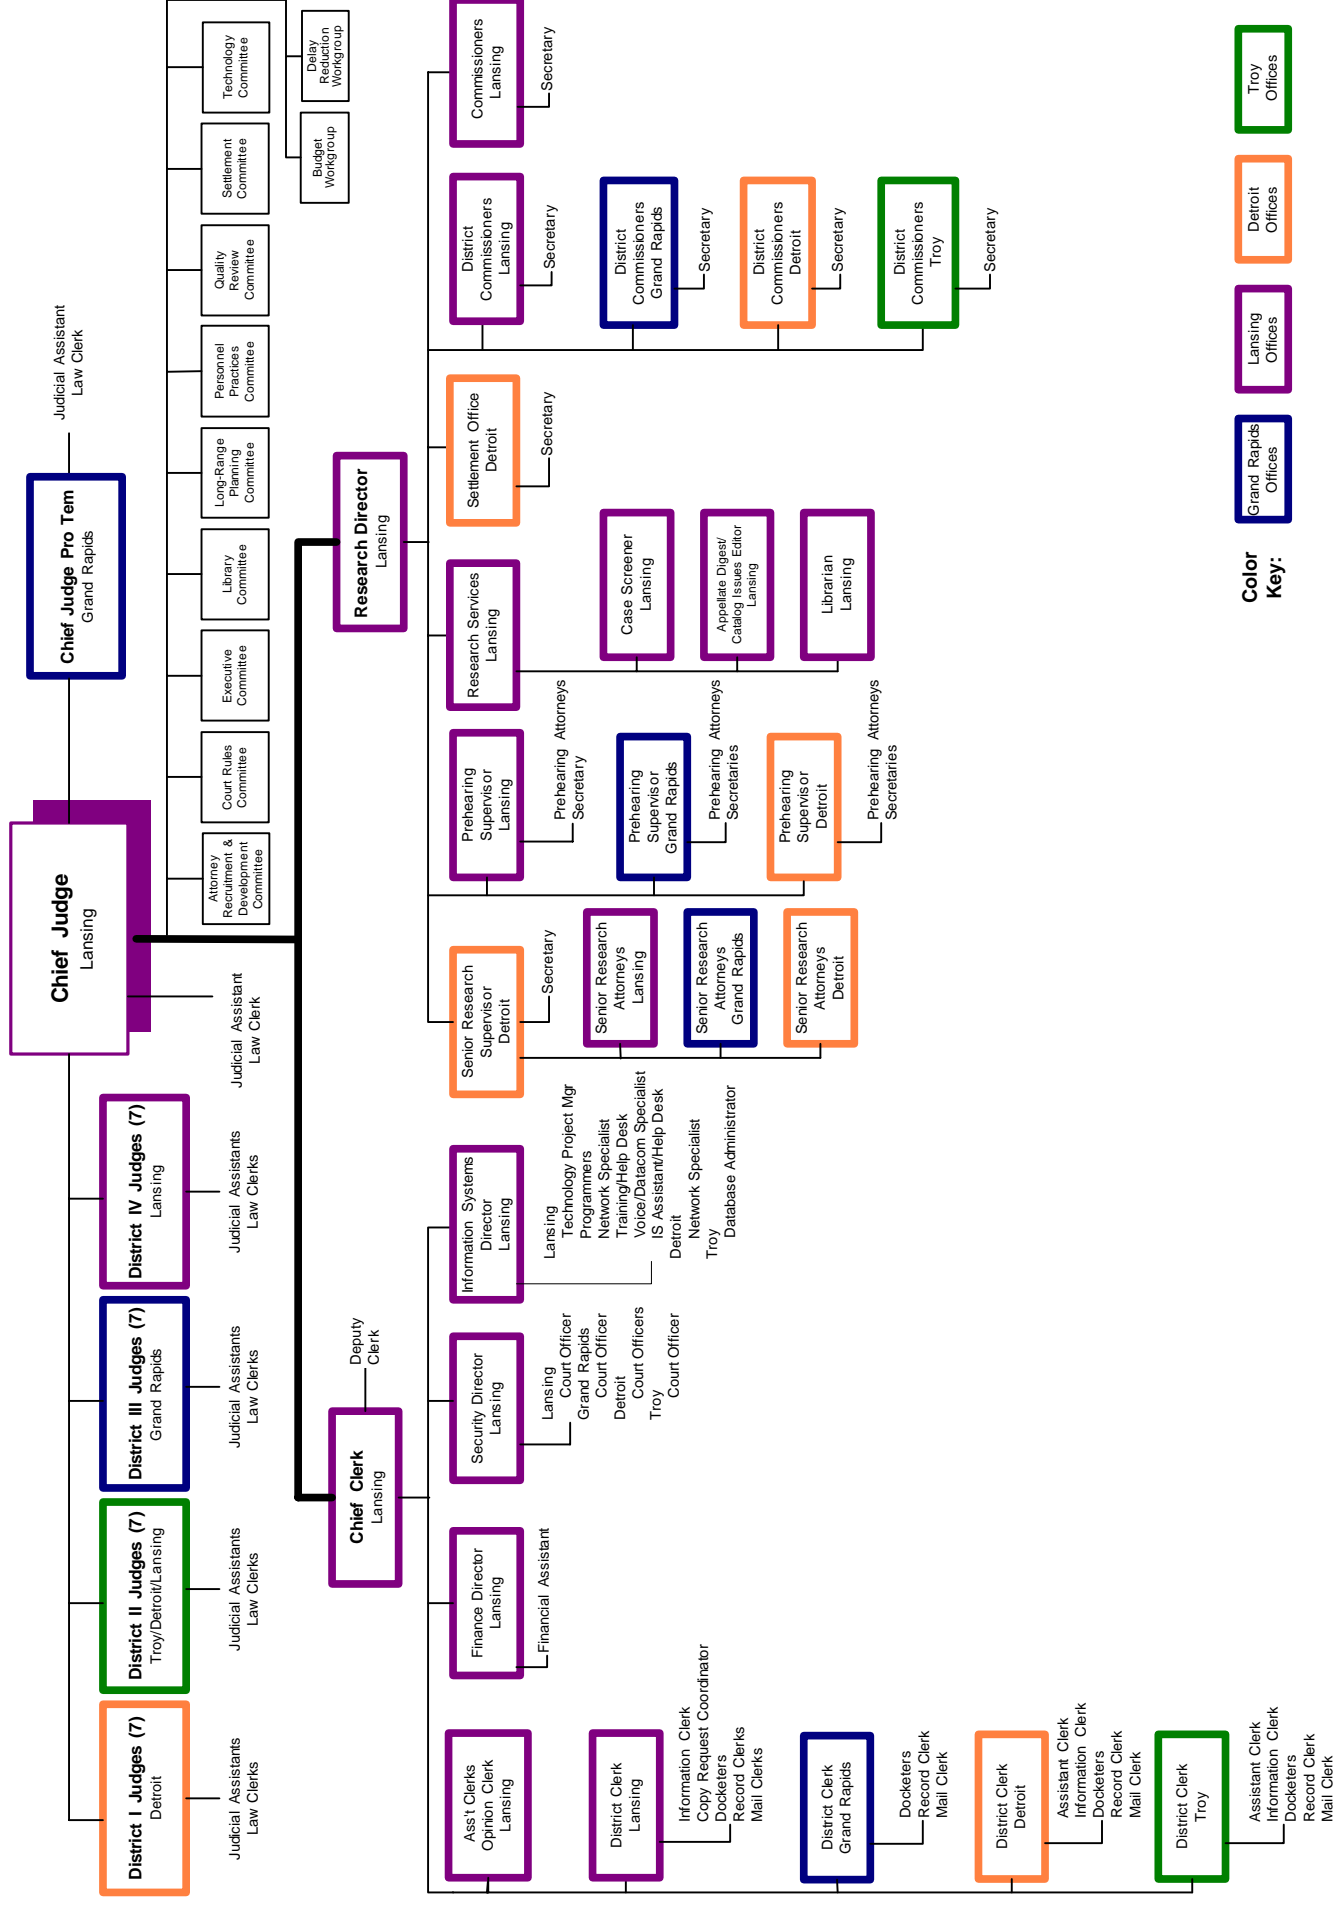 Chief Judge
Lansing
Judicial Assistant
Law Clerk
Chief Judge Pro Tem
Grand Rapids
Judicial Assistant
Law Clerk
District I Judges (7)
Detroit
Judicial Assistants
Law Clerks
District II Judges (7)
Troy/Detroit/Lansing
Judicial Assistants
Law Clerks
District III Judges (7)
Grand Rapids
Judicial Assistants
Law Clerks
District IV Judges (7)
Lansing
Judicial Assistants
Law Clerks
Attorney
Recruitment &
Development
Committee
Court Rules
Committee
Executive
Committee
Library
Committee
Long-Range
Planning
Committee
Personnel
Practices
Committee
Quality
Review
Committee
Settlement
Committee
Technology
Committee
Budget
Workgroup
Delay
Reduction
Workgroup
Chief Clerk
Lansing
Deputy
Clerk
Research Director
Lansing
Ass't Clerks
Opinion Clerk
Lansing
District Clerk
Lansing
Information Clerk
Copy Request Coordinator
Docketers
Record Clerks
Mail Clerks
District Clerk
Grand Rapids
Docketers
Record Clerk
Mail Clerk
District Clerk
Detroit
Assistant Clerk
Information Clerk
Docketers
Record Clerk
Mail Clerk
District Clerk
Troy
Assistant Clerk
Information Clerk
Docketers
Record Clerk
Mail Clerk
Finance Director
Lansing
Financial Assistant
Security Director
Lansing
Lansing
Court Officer
Grand Rapids
Court Officer
Detroit
Court Officers
Troy
Court Officer
Information Systems
Director
Lansing
Lansing
Technology Project Mgr
Programmers
Network Specialist
Training/Help Desk
Voice/Datacom Specialist
IS Assistant/Help Desk
Detroit
Network Specialist
Troy
Database Administrator
Senior Research
Supervisor
Detroit
Secretary
Senior Research
Attorneys
Lansing
Senior Research
Attorneys
Grand Rapids
Senior Research
Attorneys
Detroit
Prehearing
Supervisor
Lansing
Prehearing Attorneys
Secretary
Prehearing
Supervisor
Grand Rapids
Prehearing Attorneys
Secretaries
Prehearing
Supervisor
Detroit
Prehearing Attorneys
Secretaries
Research Services
Lansing
Case Screener
Lansing
Appellate Digest/
Catalog Issues Editor
Lansing
Librarian
Lansing
Settlement Office
Detroit
Secretary
District
Commissioners
Lansing
Secretary
District
Commissioners
Grand Rapids
Secretary
District
Commissioners
Detroit
Secretary
District
Commissioners
Troy
Secretary
Commissioners
Lansing
Secretary
Color
Key:
Grand Rapids
Offices
Lansing
Offices
Detroit
Offices
Troy
Offices